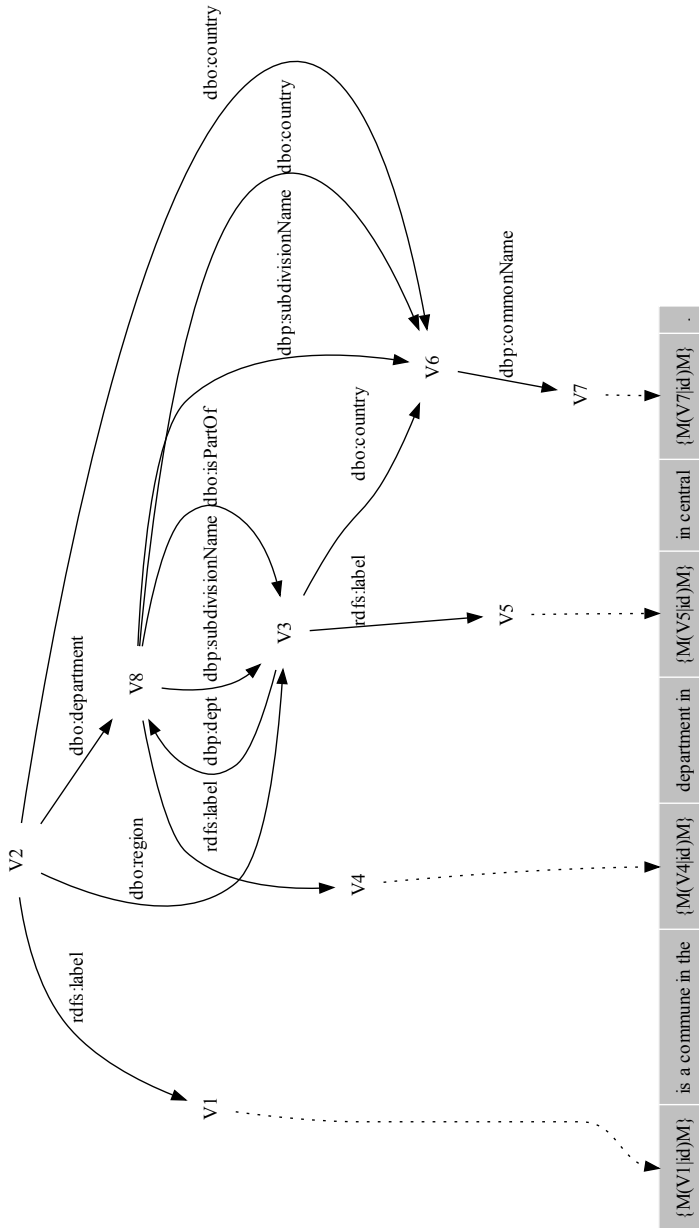 V2
rdfs:label
dbo:department
dbo:region
V8
V1
rdfs:label
dbp:dept
dbp:subdivisionName
dbo:isPartOf
dbo:country
V3
dbp:subdivisionName
dbo:country
V4
rdfs:label
dbo:country
V6
V5
dbp:commonName
V7
{M(V1|id)M} is a commune in the {M(V4|id)M} department in {M(V5|id)M} in central {M(V7|id)M} .